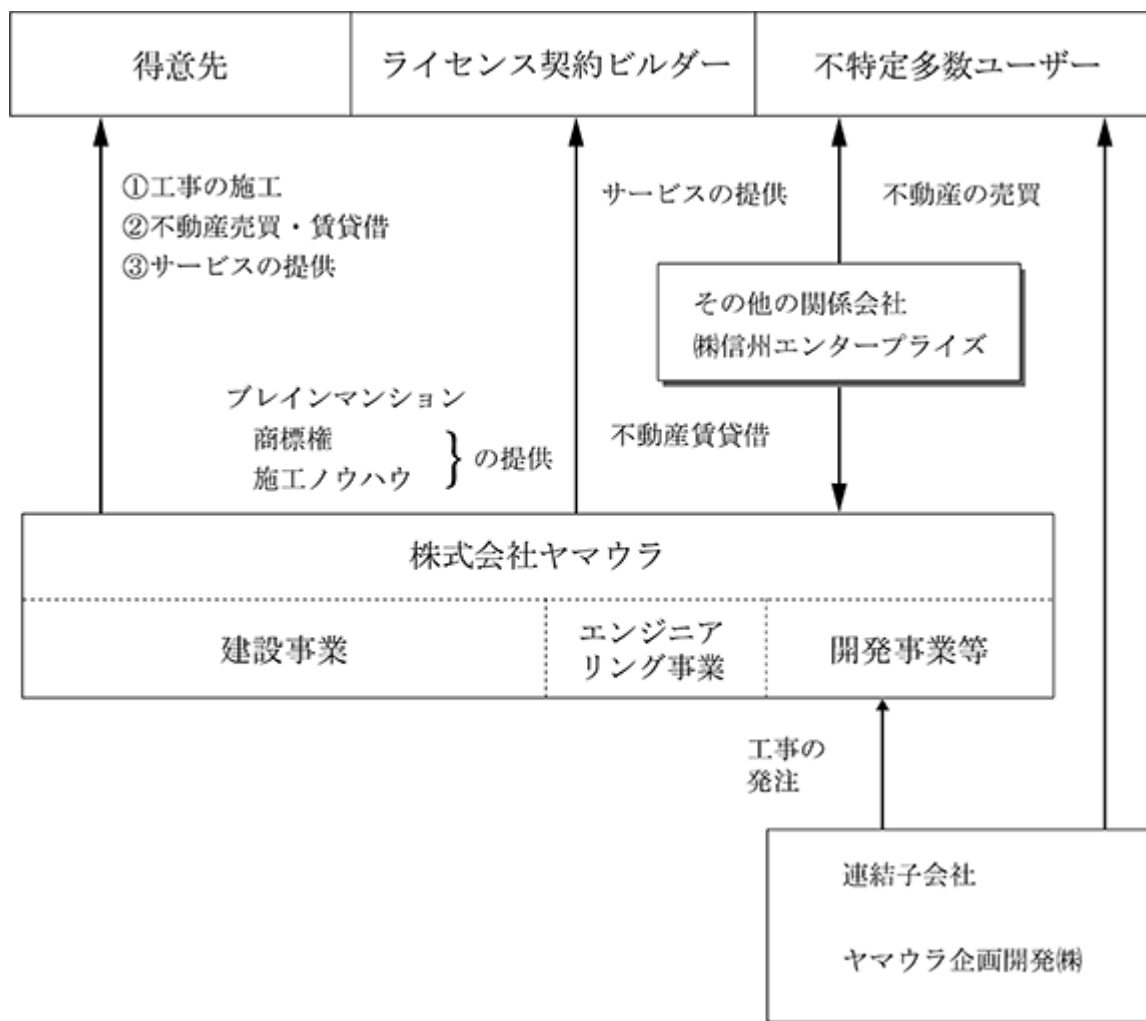 得意先
ライセンス契約ビルダー
不特定多数ユーザー
①工事の施工
②不動産売買・賃貸借
③サービスの提供
サービスの提供
不動産の売買
その他の関係会社
㈱信州エンタープライズ
ブレインマンション
商標権
施工ノウハウ
}の提供
不動産賃貸借
株式会社ヤマウラ
建設事業
エンジニア
リング事業
開発事業等
工事の
発注
連結子会社
ヤマウラ企画開発㈱